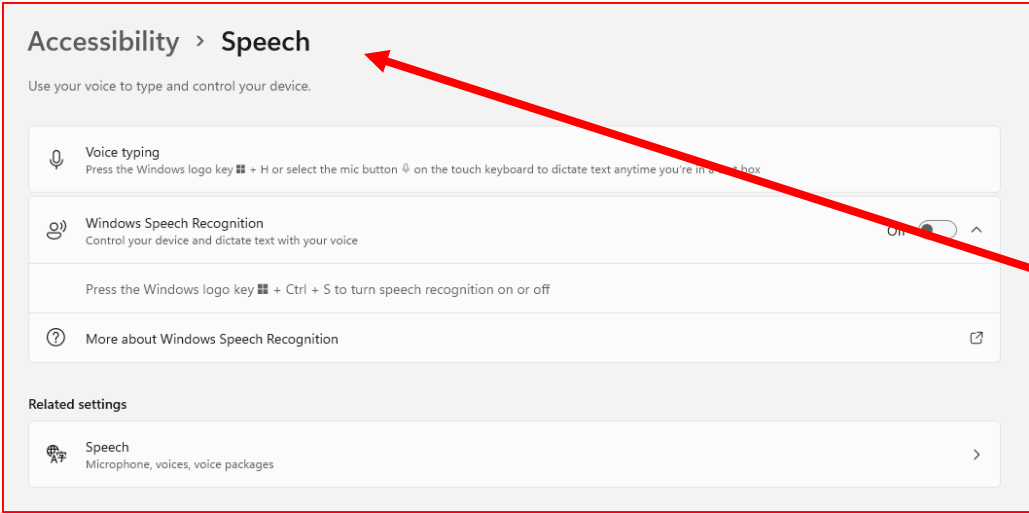 Accessibility > Speech
Use your voice to type and control your device.
Voice typing
Press the Windows logo key + H or select the mic button on the touch keyboard to dictate text anytime you're in a text box
Windows Speech Recognition
Off
Control your device and dictate text with your voice
Press the Windows logo key + Ctrl + S to turn speech recognition on or off
More about Windows Speech Recognition
Related settings
Speech
Microphone, voices, voice packages